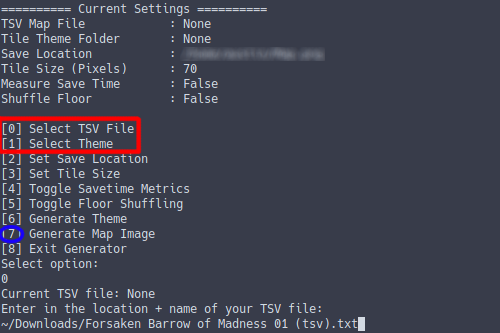 ========== Current Settings ==========
TSV Map File : None
Tile Theme Folder : None
Save Location :
Tile Size (Pixels) : 70
Measure Save Time : False
Shuffle Floor : False
[0] Select TSV File
[1] Select Theme
[2] Set Save Location
[3] Set Tile Size
[4] Toggle Savetime Metrics
[5] Toggle Floor Shuffling
[6] Generate Theme
[7] Generate Map Image
[8] Exit Generator
Select option:
0
Current TSV file: None
Enter in the location + name of your TSV file:
~/Downloads/Forsaken Barrow of Madness 01 (tsv).txt